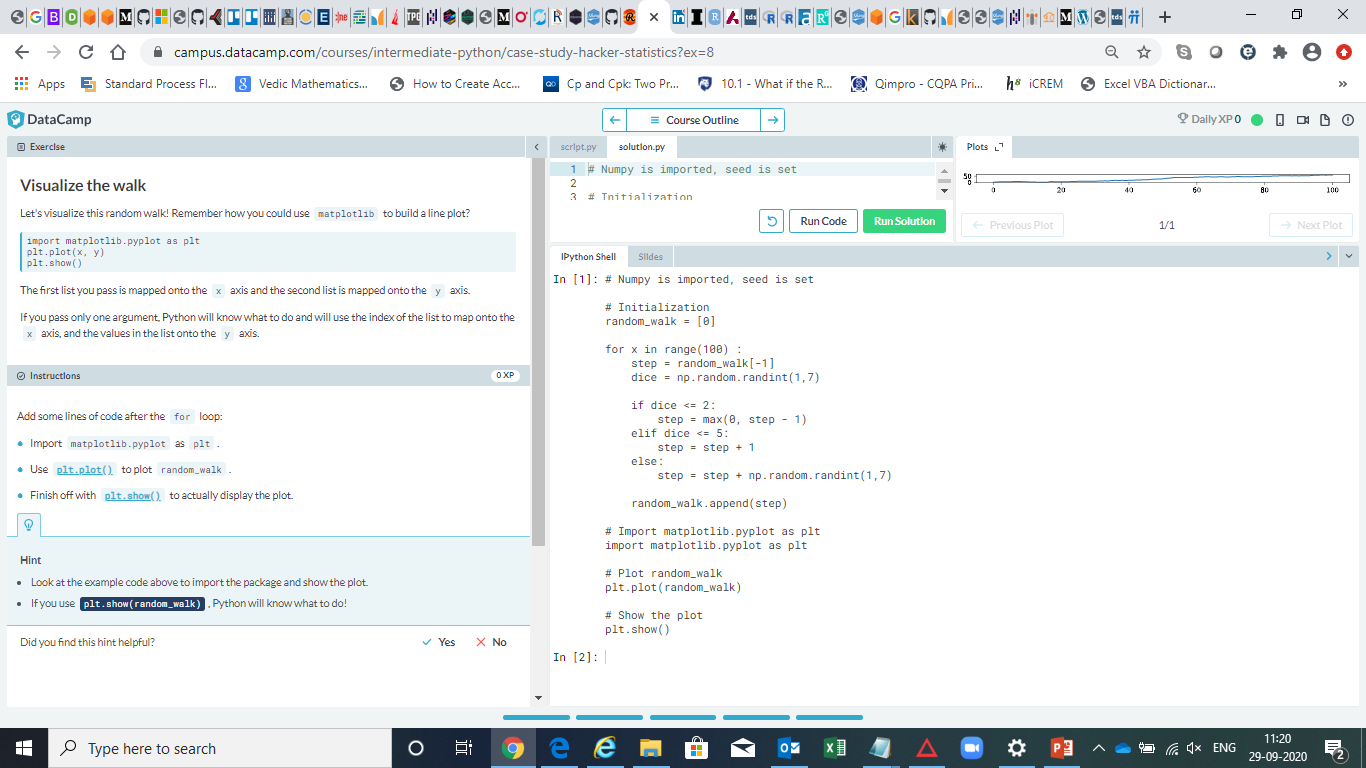 campus.datacamp.com/courses/intermediate-python/case-study-hacker-statistics?ex=8
Apps Standard Process Fl... Vedic Mathematics... How to Create Acc... Cp and Cpk: Two Pr... 10.1 - What if the R... Qimpro - CQPA Pri... iCREM Excel VBA Dictionar... »
DataCamp Course Outline Daily XP 0
Exercise
Visualize the walk
Let's visualize this random walk! Remember how you could use matplotlib to build a line plot?
import matplotlib.pyplot as plt
plt.plot(x, y)
plt.show()
The first list you pass is mapped onto the x axis and the second list is mapped onto the y axis.
If you pass only one argument, Python will know what to do and will use the index of the list to map onto the
x axis, and the values in the list onto the y axis.
Instructions 0 XP
Add some lines of code after the for loop:
Import matplotlib.pyplot as plt .
Use plt.plot() to plot random_walk .
Finish off with plt.show() to actually display the plot.
Hint
Look at the example code above to import the package and show the plot.
If you use plt.show(random_walk) , Python will know what to do!
Did you find this hint helpful? Yes No
script.py solution.py
1 # Numpy is imported, seed is set
2
3 # Initialization
Run Code Run Solution
Plots
50
0
0 20 40 60 80 100
Previous Plot 1/1 Next Plot
IPython Shell Slides
In [1]: # Numpy is imported, seed is set
# Initialization
random_walk = [0]
for x in range(100) :
step = random_walk[-1]
dice = np.random.randint(1,7)
if dice <= 2:
step = max(0, step - 1)
elif dice <= 5:
step = step + 1
else:
step = step + np.random.randint(1,7)
random_walk.append(step)
# Import matplotlib.pyplot as plt
import matplotlib.pyplot as plt
# Plot random_walk
plt.plot(random_walk)
# Show the plot
plt.show()
In [2]:
Type here to search
ENG
11:20
29-09-2020
2